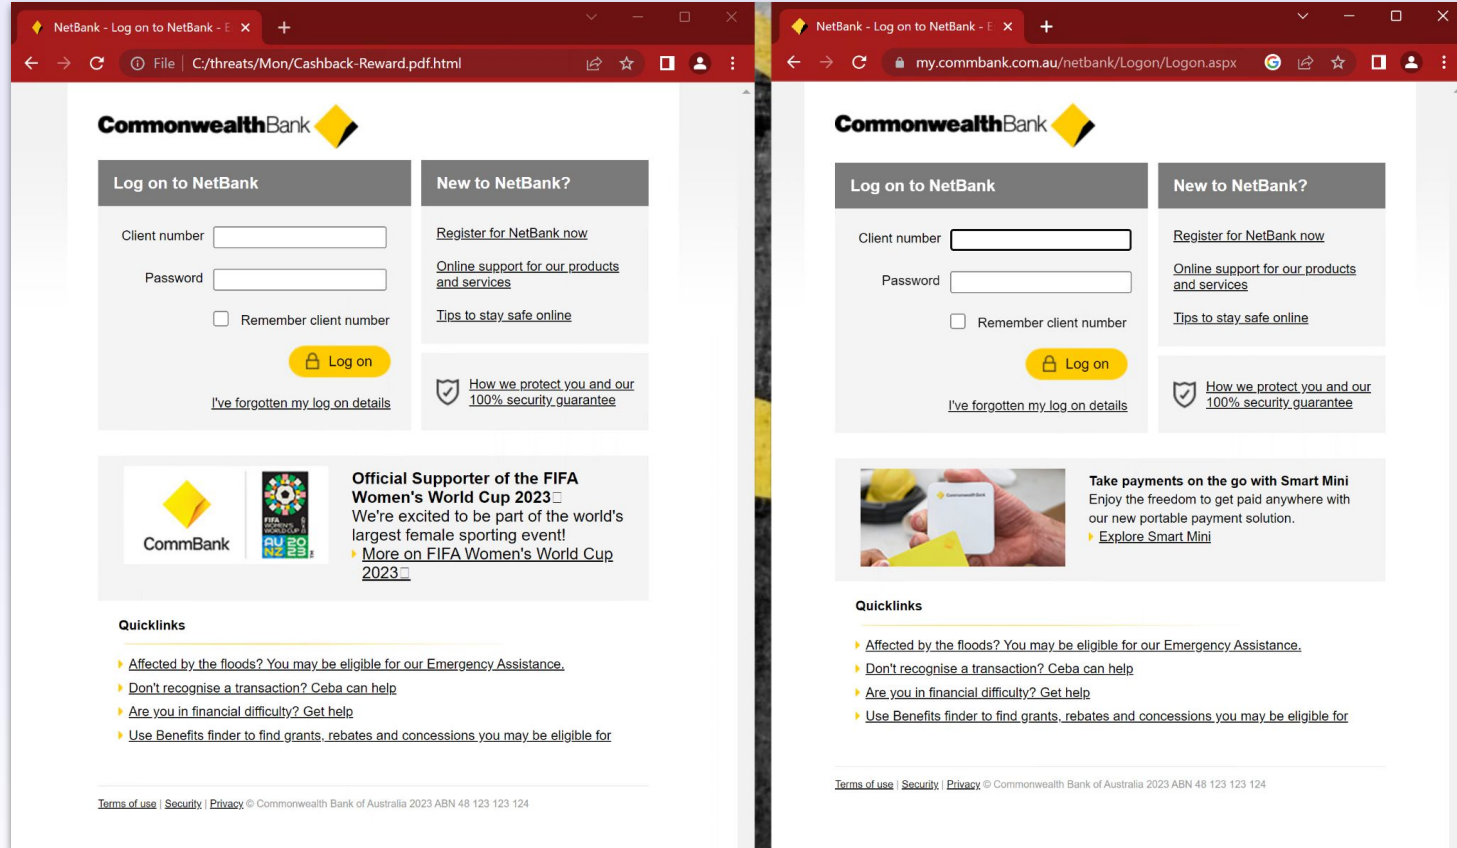 NetBank - Log on to NetBank - E
File | C:/threats/Mon/Cashback-Reward.pdf.html
CommonwealthBank
Log on to NetBank
New to NetBank?
Client number
Register for NetBank now
Online support for our products
and services
Password
Tips to stay safe online
Remember client number
Log on
How we protect you and our
100% security guarantee
I've forgotten my log on details
CommBank
FIFA
WOMEN'S
WORLD CUP
AU 20
NZ 23
Official Supporter of the FIFA
Women's World Cup 2023□
We're excited to be part of the world's
largest female sporting event!
More on FIFA Women's World Cup
2023□
Quicklinks
Affected by the floods? You may be eligible for our Emergency Assistance.
Don't recognise a transaction? Ceba can help
Are you in financial difficulty? Get help
Use Benefits finder to find grants, rebates and concessions you may be eligible for
Terms of use | Security | Privacy © Commonwealth Bank of Australia 2023 ABN 48 123 123 124
NetBank - Log on to NetBank - E
my.commbank.com.au/netbank/Logon/Logon.aspx
CommonwealthBank
Log on to NetBank
New to NetBank?
Client number
Register for NetBank now
Online support for our products
and services
Password
Tips to stay safe online
Remember client number
Log on
How we protect you and our
100% security guarantee
I've forgotten my log on details
CommonwealthBank
Take payments on the go with Smart Mini
Enjoy the freedom to get paid anywhere with
our new portable payment solution.
Explore Smart Mini
Quicklinks
Affected by the floods? You may be eligible for our Emergency Assistance.
Don't recognise a transaction? Ceba can help
Are you in financial difficulty? Get help
Use Benefits finder to find grants, rebates and concessions you may be eligible for
Terms of use | Security | Privacy © Commonwealth Bank of Australia 2023 ABN 48 123 123 124